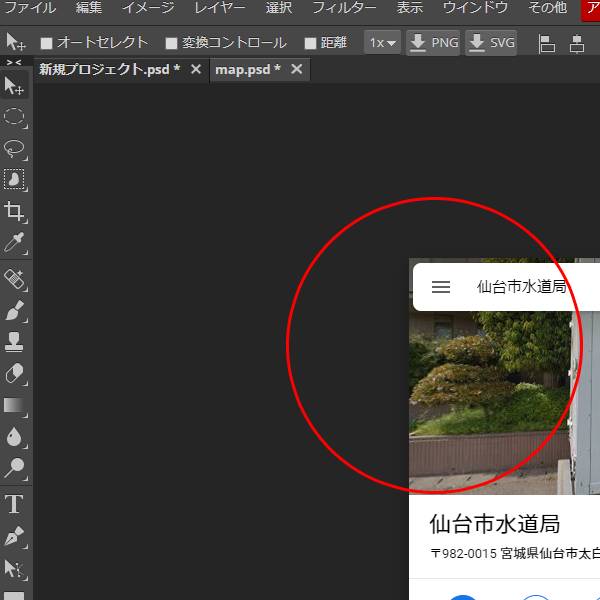 ファイル 編集 イメージ レイヤー 選択 フィルター 表示 ウインドウ その他 ア
オートセレクト 変換コントロール 距離 1x PNG SVG
新規プロジェクト.psd * map.psd *
仙台市水道局
仙台市水道局
〒982-0015 宮城県仙台市太白